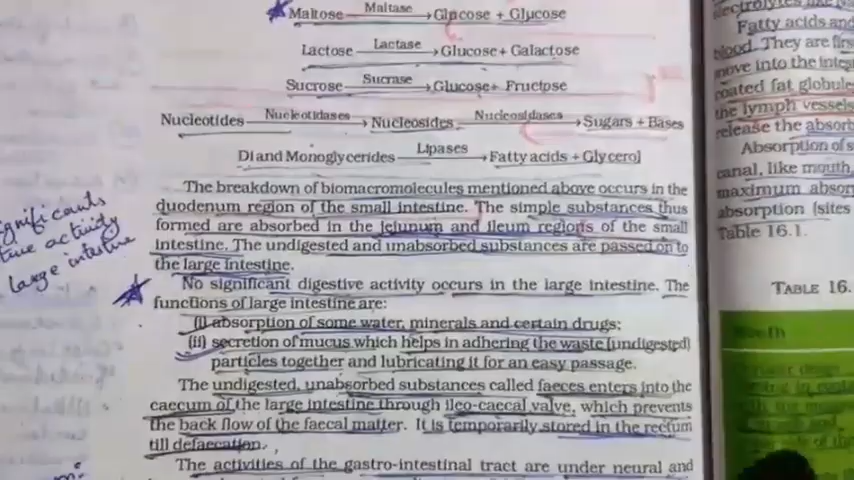 Maltose Maltase Glucose + Glucose
Lactose Lactase Glucose + Galactose
Sucrose Sucrase Glucose + Fructose
Nucleotides Nucleotidases Nucleosides Nucleosidases Sugars + Bases
Di and Monoglycerides Lipases Fatty acids + Glycerol
The breakdown of biomacromolecules mentioned above occurs in the
duodenum region of the small intestine. The simple substances thus
formed are absorbed in the jejunum and ileum regions of the small
intestine. The undigested and unabsorbed substances are passed on to
the large intestine.
No significant digestive activity occurs in the large intestine. The
functions of large intestine are:
(i) absorption of some water, minerals and certain drugs;
(ii) secretion of mucus which helps in adhering the waste (undigested)
particles together and lubricating it for an easy passage.
The undigested, unabsorbed substances called faeces enters into the
caecum of the large intestine through ileo-caecal valve, which prevents
the back flow of the faecal matter. It is temporarily stored in the rectum
till defaecation.
The activities of the gastro-intestinal tract are under neural and
activity
large intestine
Fatty acids and
blood. They are
move into the
coated fat
the lymph vessels
release the
Absorption of
canal, like mouth,
maximum
absorption (sites
Table 16.1.
TABLE 16.